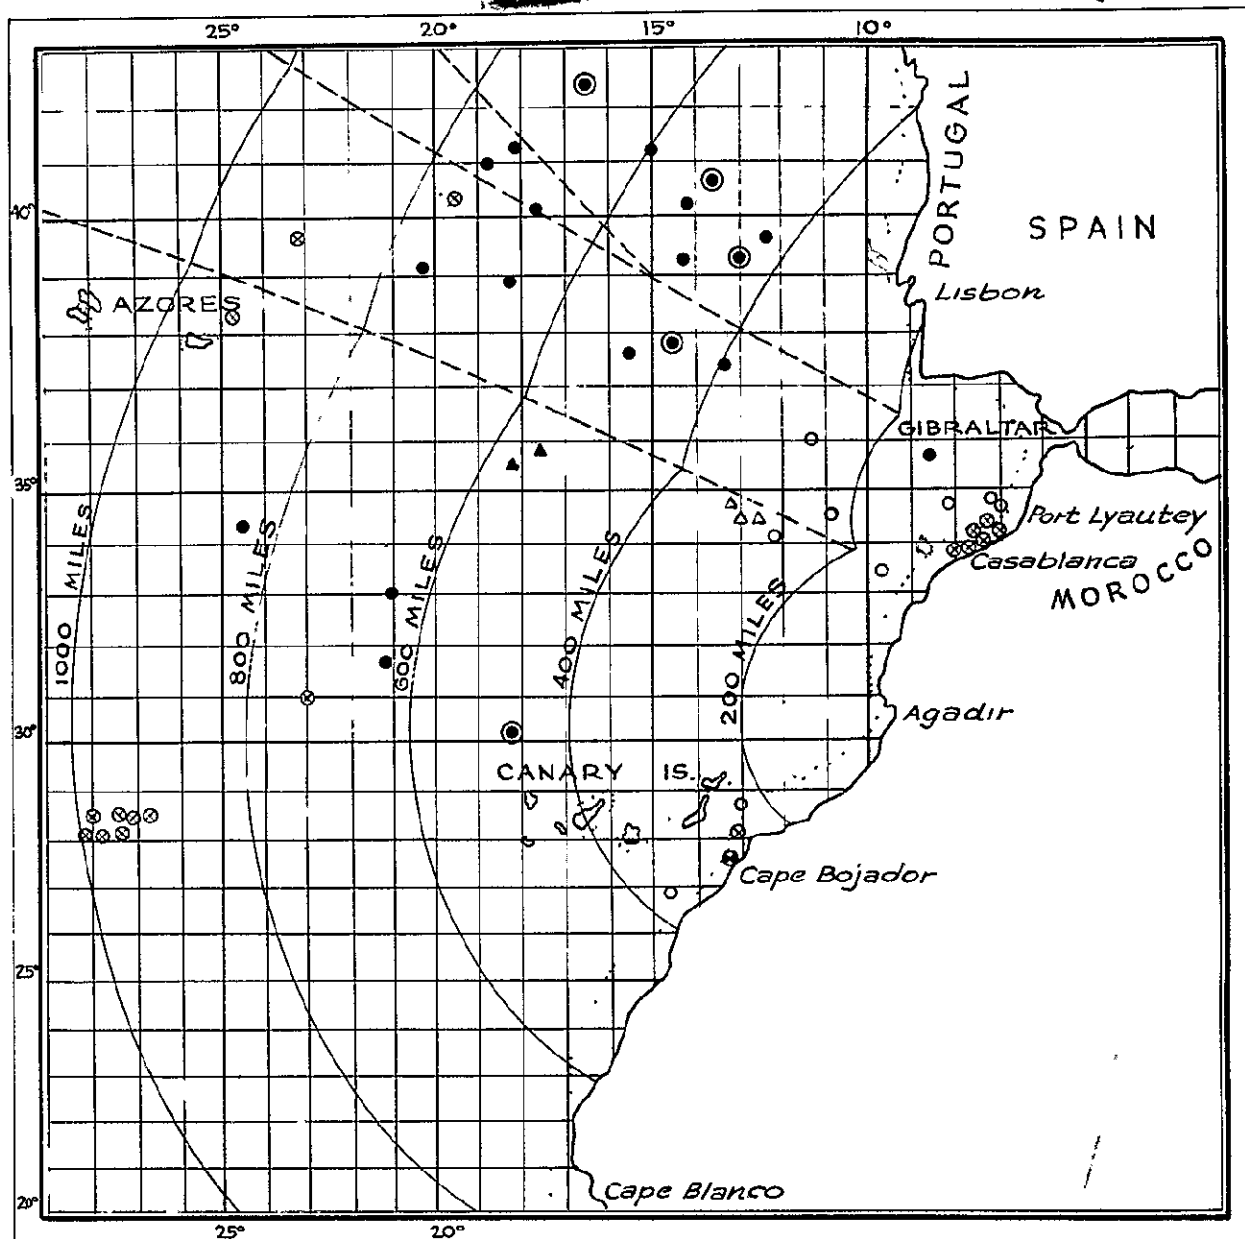 25° 20° 15° 10°
PORTUGAL
40°
SPAIN
Lisbon
AZORES
GIBRALTAR
35°
Port Lyautey
Casablanca
MOROCCO
1000 MILES
800 MILES
600 MILES
400 MILES
200 MILES
Agadir
30°
CANARY IS.
Cape Bojador
25°
Cape Blanco
20°
25° 20°